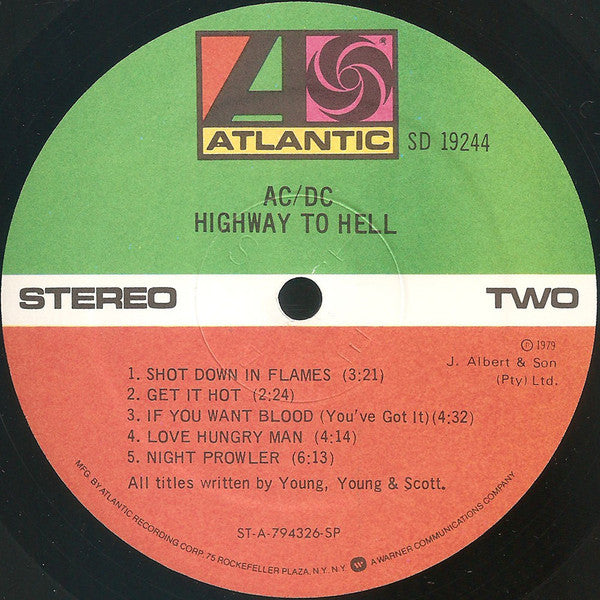 ATLANTIC
SD 19244
AC/DC
HIGHWAY TO HELL
STEREO
TWO
℗ 1979
J. Albert & Son
(Pty) Ltd.
1. SHOT DOWN IN FLAMES (3:21)
2. GET IT HOT (2:24)
3. IF YOU WANT BLOOD (You've Got It)(4:32)
4. LOVE HUNGRY MAN (4:14)
5. NIGHT PROWLER (6:13)
All titles written by Young, Young & Scott.
ST-A-794326-SP
MFG. BY ATLANTIC RECORDING CORP. 75 ROCKEFELLER PLAZA, N.Y. N.Y. A WARNER COMMUNICATIONS COMPANY